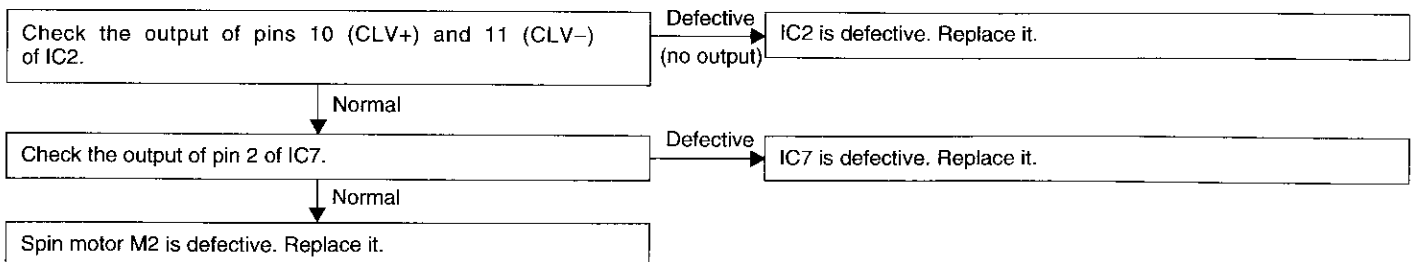 Check the output of pins 10 (CLV+) and 11 (CLV−)
of IC2.
Defective
(no output)
IC2 is defective. Replace it.
Normal
Check the output of pin 2 of IC7.
Defective
IC7 is defective. Replace it.
Normal
Spin motor M2 is defective. Replace it.